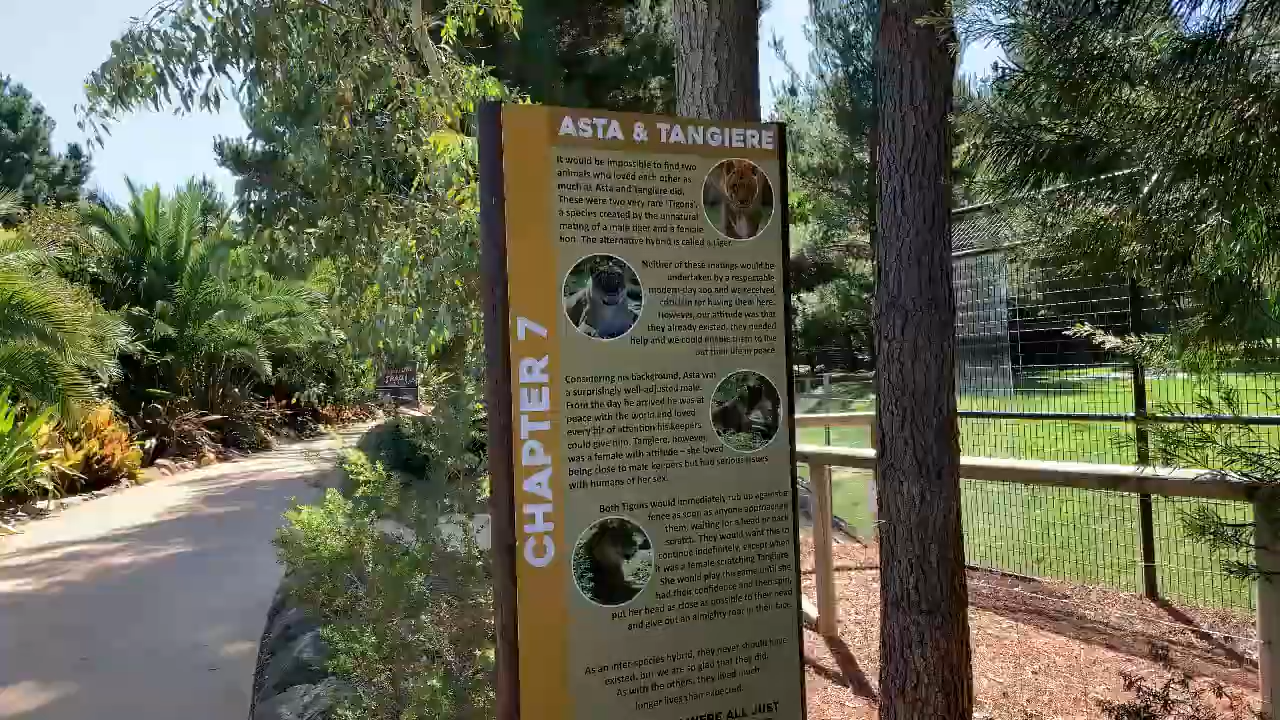 ASTA & TANGIERE
It would be impossible to find two
animals who loved each other as
much as Asta and Tangiere did.
These were two very rare 'Tigons',
a species created by the unnatural
mating of a male tiger and a female
lion. The alternative hybrid is called a liger.
Neither of these matings would be
undertaken by a respectable
modern-day zoo and we received
criticism for having them here.
However, our attitude was that
they already existed, they needed
help and we could enable them to live
out their life in peace
CHAPTER 7
Considering his background, Asta was
a surprisingly well-adjusted male.
From the day he arrived he was at
peace with the world and loved
every bit of attention his keepers
could give him. Tangiere, however,
was a female with attitude – she loved
being close to male keepers but had serious issues
with humans of her sex.
Both Tigons would immediately rub up against a
fence as soon as anyone approached
them, waiting for a head or back
scratch. They would want this to
continue indefinitely, except when
it was a female scratching Tangiere.
She would play this game until she
had their confidence and then spin,
put her head as close as possible to their head
and give out an almighty roar in their face.
As an inter-species hybrid, they never should have
existed, but we are so glad that they did.
As with the others, they lived much
longer lives than expected.
WERE ALL JUST